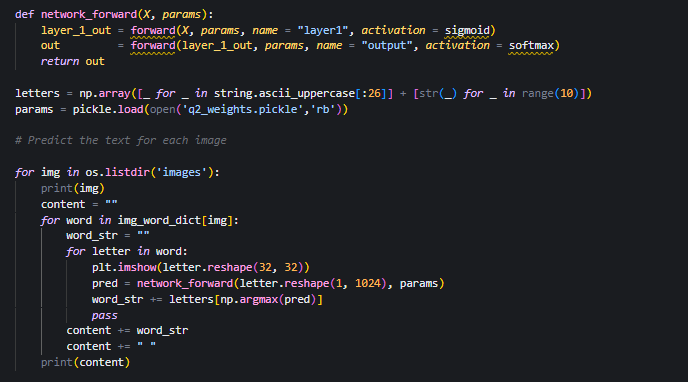 def network_forward(X, params):
    layer_1_out = forward(X, params, name = "layer1", activation = sigmoid)
    out         = forward(layer_1_out, params, name = "output", activation = softmax)
    return out

letters = np.array([_ for _ in string.ascii_uppercase[:26]] + [str(_) for _ in range(10)])
params = pickle.load(open('q2_weights.pickle','rb'))

# Predict the text for each image

for img in os.listdir('images'):
    print(img)
    content = ""
    for word in img_word_dict[img]:
        word_str = ""
        for letter in word:
            plt.imshow(letter.reshape(32, 32))
            pred = network_forward(letter.reshape(1, 1024), params)
            word_str += letters[np.argmax(pred)]
            pass
        content += word_str
        content += " "
    print(content)